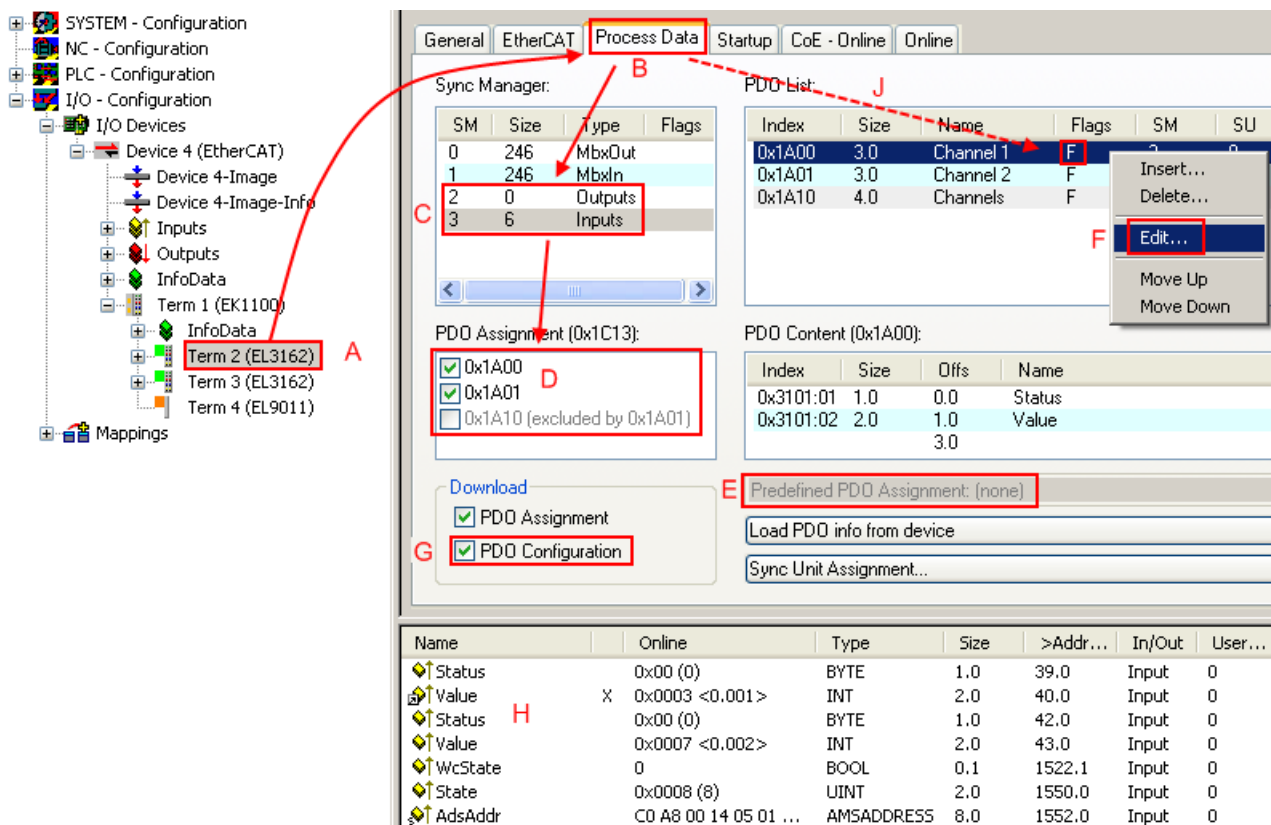 SYSTEM - Configuration
NC - Configuration
PLC - Configuration
I/O - Configuration
I/O Devices
Device 4 (EtherCAT)
Device 4-Image
Device 4-Image-Info
Inputs
Outputs
InfoData
Term 1 (EK1100)
InfoData
Term 2 (EL3162)
A
Term 3 (EL3162)
Term 4 (EL9011)
Mappings
General EtherCAT Process Data Startup CoE - Online Online
B
J
Sync Manager:
SM Size Type Flags
0 246 MbxOut
1 246 MbxIn
2 0 Outputs
3 6 Inputs
C
PDO List:
Index Size Name Flags SM SU
0x1A00 3.0 Channel 1 F
0x1A01 3.0 Channel 2 F
0x1A10 4.0 Channels F
Insert...
Delete...
F
Edit...
Move Up
Move Down
PDO Assignment (0x1C13):
0x1A00
0x1A01
D
0x1A10 (excluded by 0x1A01)
PDO Content (0x1A00):
Index Size Offs Name
0x3101:01 1.0 0.0 Status
0x3101:02 2.0 1.0 Value
3.0
Download
PDO Assignment
G
PDO Configuration
E
Predefined PDO Assignment: (none)
Load PDO info from device
Sync Unit Assignment...
Name Online Type Size >Addr... In/Out User...
Status 0x00 (0) BYTE 1.0 39.0 Input 0
Value X 0x0003 <0.001> INT 2.0 40.0 Input 0
H
Status 0x00 (0) BYTE 1.0 42.0 Input 0
Value 0x0007 <0.002> INT 2.0 43.0 Input 0
WcState 0 BOOL 0.1 1522.1 Input 0
State 0x0008 (8) UINT 2.0 1550.0 Input 0
AdsAddr C0 A8 00 14 05 01 ... AMSADDRESS 8.0 1552.0 Input 0